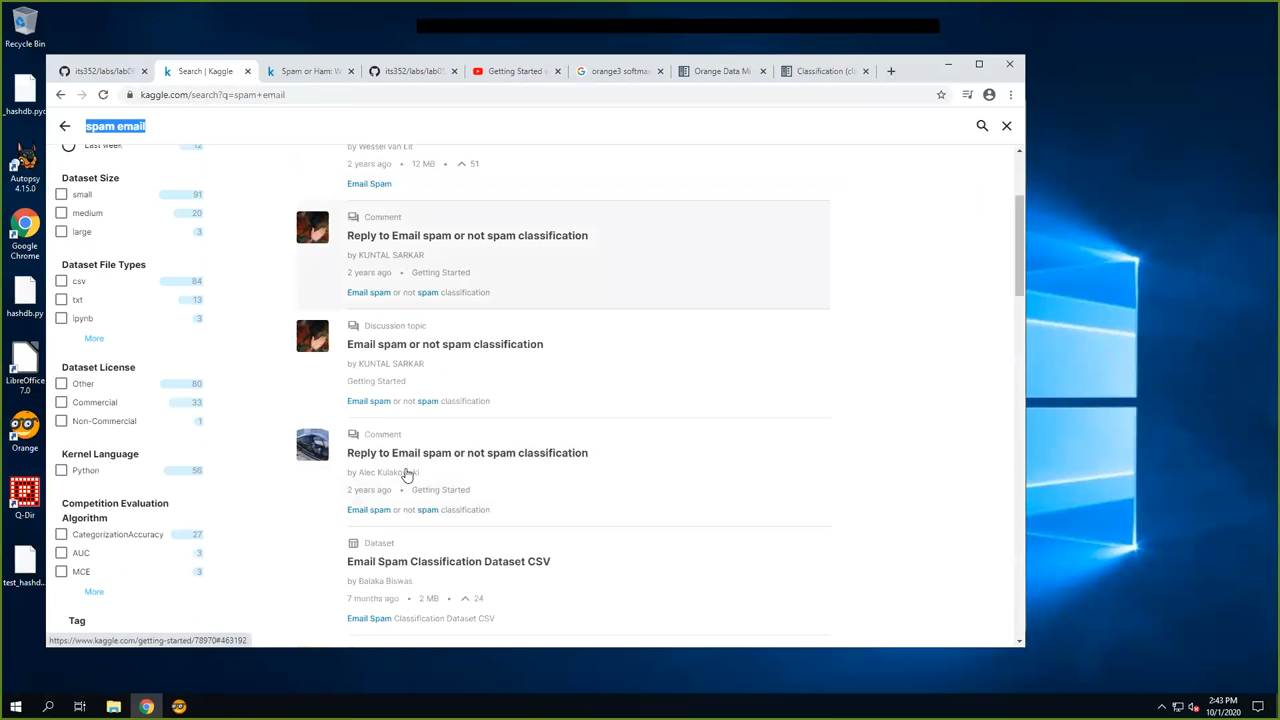 Recycle Bin
_hashdb.pyc
Autopsy
4.15.0
Google
Chrome
hashdb.py
LibreOffice
7.0
Orange
Q-Dir
test_hashd...
its352/labs/lab0
Search | Kaggle
Spam or Ham: W
its352/labs/lab0
Getting Started
orange3 softma
Orange Data Mi
Classification (cl
kaggle.com/search?q=spam+email
spam email
Last week 12
Dataset Size
small 91
medium 20
large 3
Dataset File Types
csv 84
txt 13
ipynb 3
More
Dataset License
Other 80
Commercial 33
Non-Commercial 1
Kernel Language
Python 56
Competition Evaluation
Algorithm
CategorizationAccuracy 27
AUC 3
MCE 3
More
Tag
by Wessel van Lit
2 years ago • 12 MB • 51
Email Spam
Comment
Reply to Email spam or not spam classification
by KUNTAL SARKAR
2 years ago • Getting Started
Email spam or not spam classification
Discussion topic
Email spam or not spam classification
by KUNTAL SARKAR
Getting Started
Email spam or not spam classification
Comment
Reply to Email spam or not spam classification
by Alec
2 years ago • Getting Started
Email spam or not spam classification
Dataset
Email Spam Classification Dataset CSV
by Balaka Biswas
7 months ago • 2 MB • 24
Email Spam Classification Dataset CSV
https://www.kaggle.com/getting-started/78970#463192
2:43 PM
10/1/2020